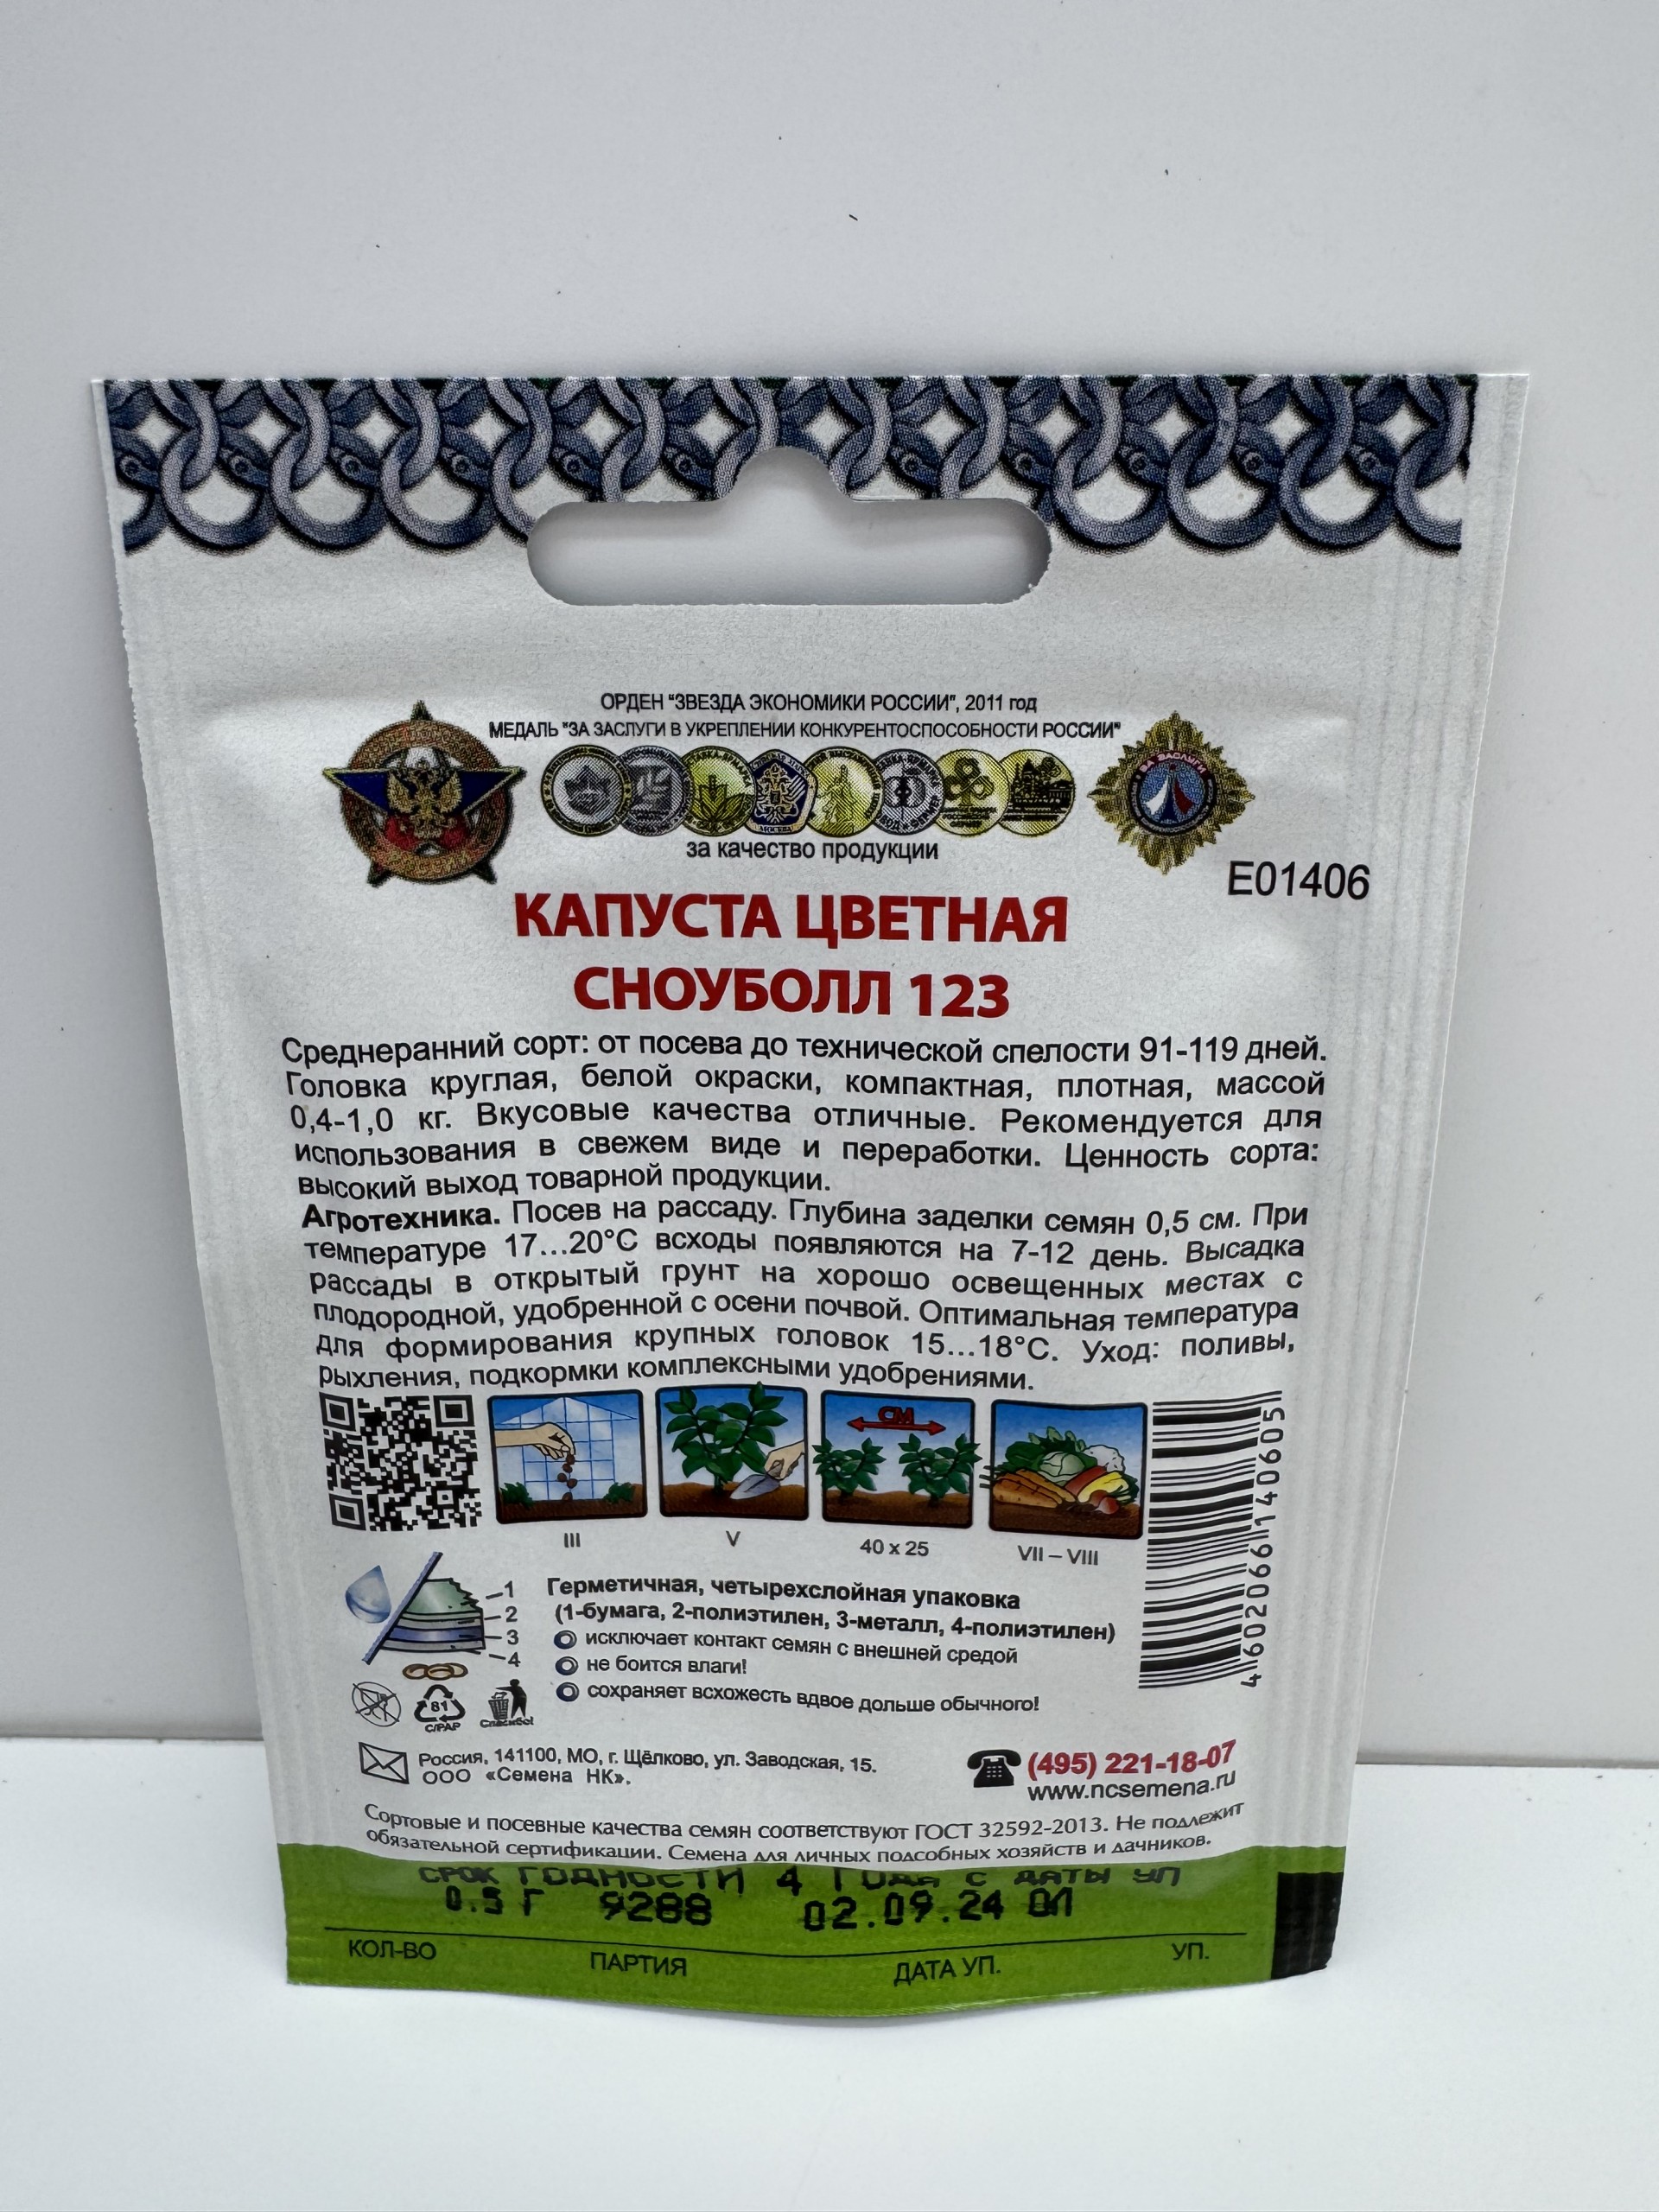 ОРДЕН "ЗВЕЗДА ЭКОНОМИКИ РОССИИ", 2011 год
МЕДАЛЬ "ЗА ЗАСЛУГИ В УКРЕПЛЕНИИ КОНКУРЕНТОСПОСОБНОСТИ РОССИИ"
ЗА ЗАСЛУГИ
РОССИИ
МОСКВА
за качество продукции
E01406
КАПУСТА ЦВЕТНАЯ
СНОУБОЛЛ 123
Среднеранний сорт: от посева до технической спелости 91-119 дней.
Головка круглая, белой окраски, компактная, плотная, массой
0,4-1,0 кг. Вкусовые качества отличные. Рекомендуется для
использования в свежем виде и переработки. Ценность сорта:
высокий выход товарной продукции.
Агротехника. Посев на рассаду. Глубина заделки семян 0,5 см. При
температуре 17...20°С всходы появляются на 7-12 день. Высадка
рассады в открытый грунт на хорошо освещенных местах с
плодородной, удобренной с осени почвой. Оптимальная температура
для формирования крупных головок 15...18°С. Уход: поливы,
рыхления, подкормки комплексными удобрениями.
СМ
III
V
40 x 25
VII – VIII
4 602066 140605
1
2
3
4
Герметичная, четырехслойная упаковка
(1-бумага, 2-полиэтилен, 3-металл, 4-полиэтилен)
исключает контакт семян с внешней средой
не боится влаги!
сохраняет всхожесть вдвое дольше обычного!
81
C/PAP
Спасибо!
Россия, 141100, МО, г. Щёлково, ул. Заводская, 15.
ООО «Семена НК».
(495) 221-18-07
www.ncsemena.ru
Сортовые и посевные качества семян соответствуют ГОСТ 32592-2013. Не подлежит
обязательной сертификации. Семена для личных подсобных хозяйств и дачников.
СРОК ГОДНОСТИ 4 ГОДА С ДАТЫ УП
0.5 Г 9288 02.09.24
КОЛ-ВО ПАРТИЯ ДАТА УП. УП.